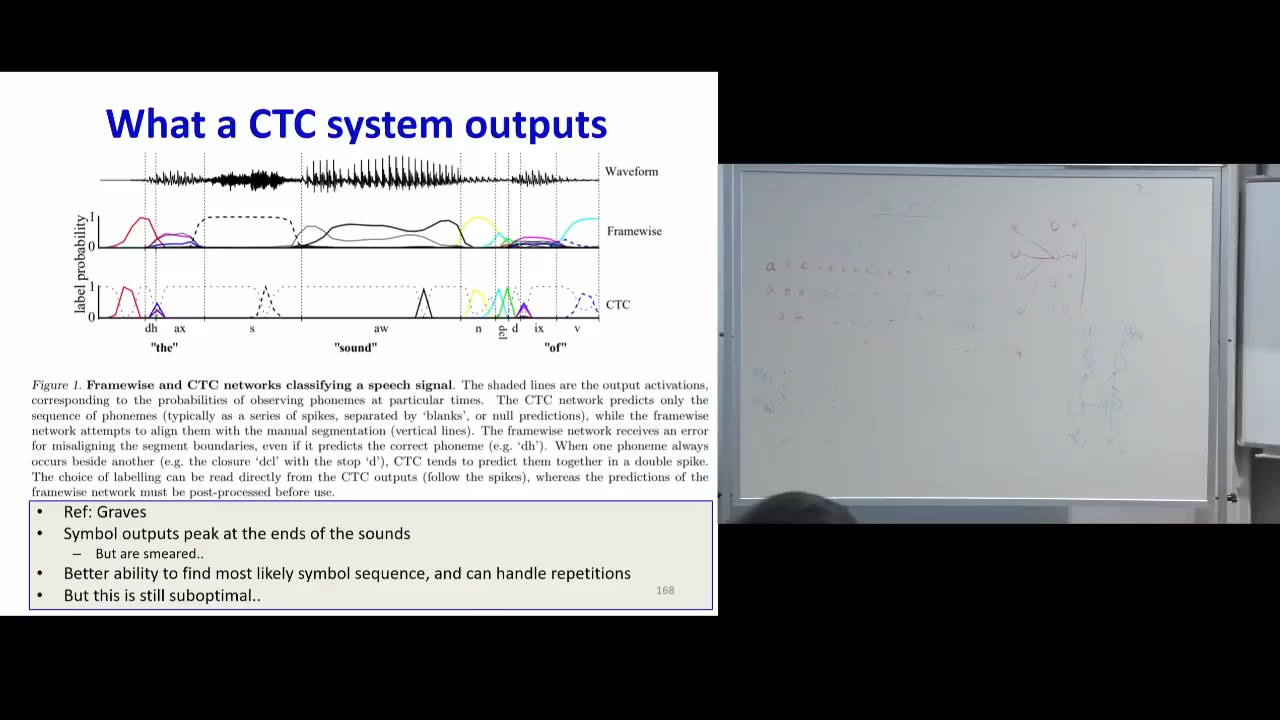 What a CTC system outputs
Waveform
label probability
1
0
Framewise
1
0
CTC
dh ax s aw n dcl d ix v
"the" "sound" "of"
Figure 1. Framewise and CTC networks classifying a speech signal. The shaded lines are the output activations,
corresponding to the probabilities of observing phonemes at particular times. The CTC network predicts only the
sequence of phonemes (typically as a series of spikes, separated by ‘blanks’, or null predictions), while the framewise
network attempts to align them with the manual segmentation (vertical lines). The framewise network receives an error
for misaligning the segment boundaries, even if it predicts the correct phoneme (e.g. ‘dh’). When one phoneme always
occurs beside another (e.g. the closure ‘dcl’ with the stop ‘d’), CTC tends to predict them together in a double spike.
The choice of labelling can be read directly from the CTC outputs (follow the spikes), whereas the predictions of the
framewise network must be post-processed before use.
• Ref: Graves
• Symbol outputs peak at the ends of the sounds
– But are smeared..
• Better ability to find most likely symbol sequence, and can handle repetitions
• But this is still suboptimal..
168